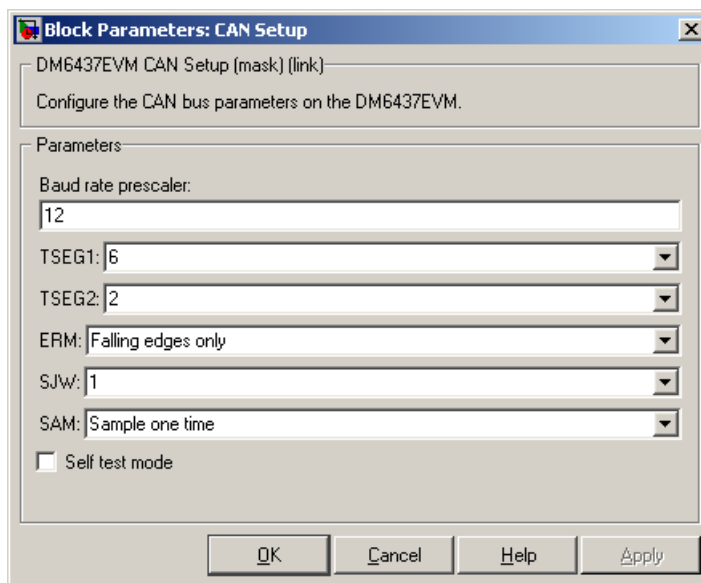 Block Parameters: CAN Setup
DM6437EVM CAN Setup (mask) (link)
Configure the CAN bus parameters on the DM6437EVM.
Parameters
Baud rate prescaler:
12
TSEG1: 6
TSEG2: 2
ERM: Falling edges only
SJW: 1
SAM: Sample one time
Self test mode
OK Cancel Help Apply